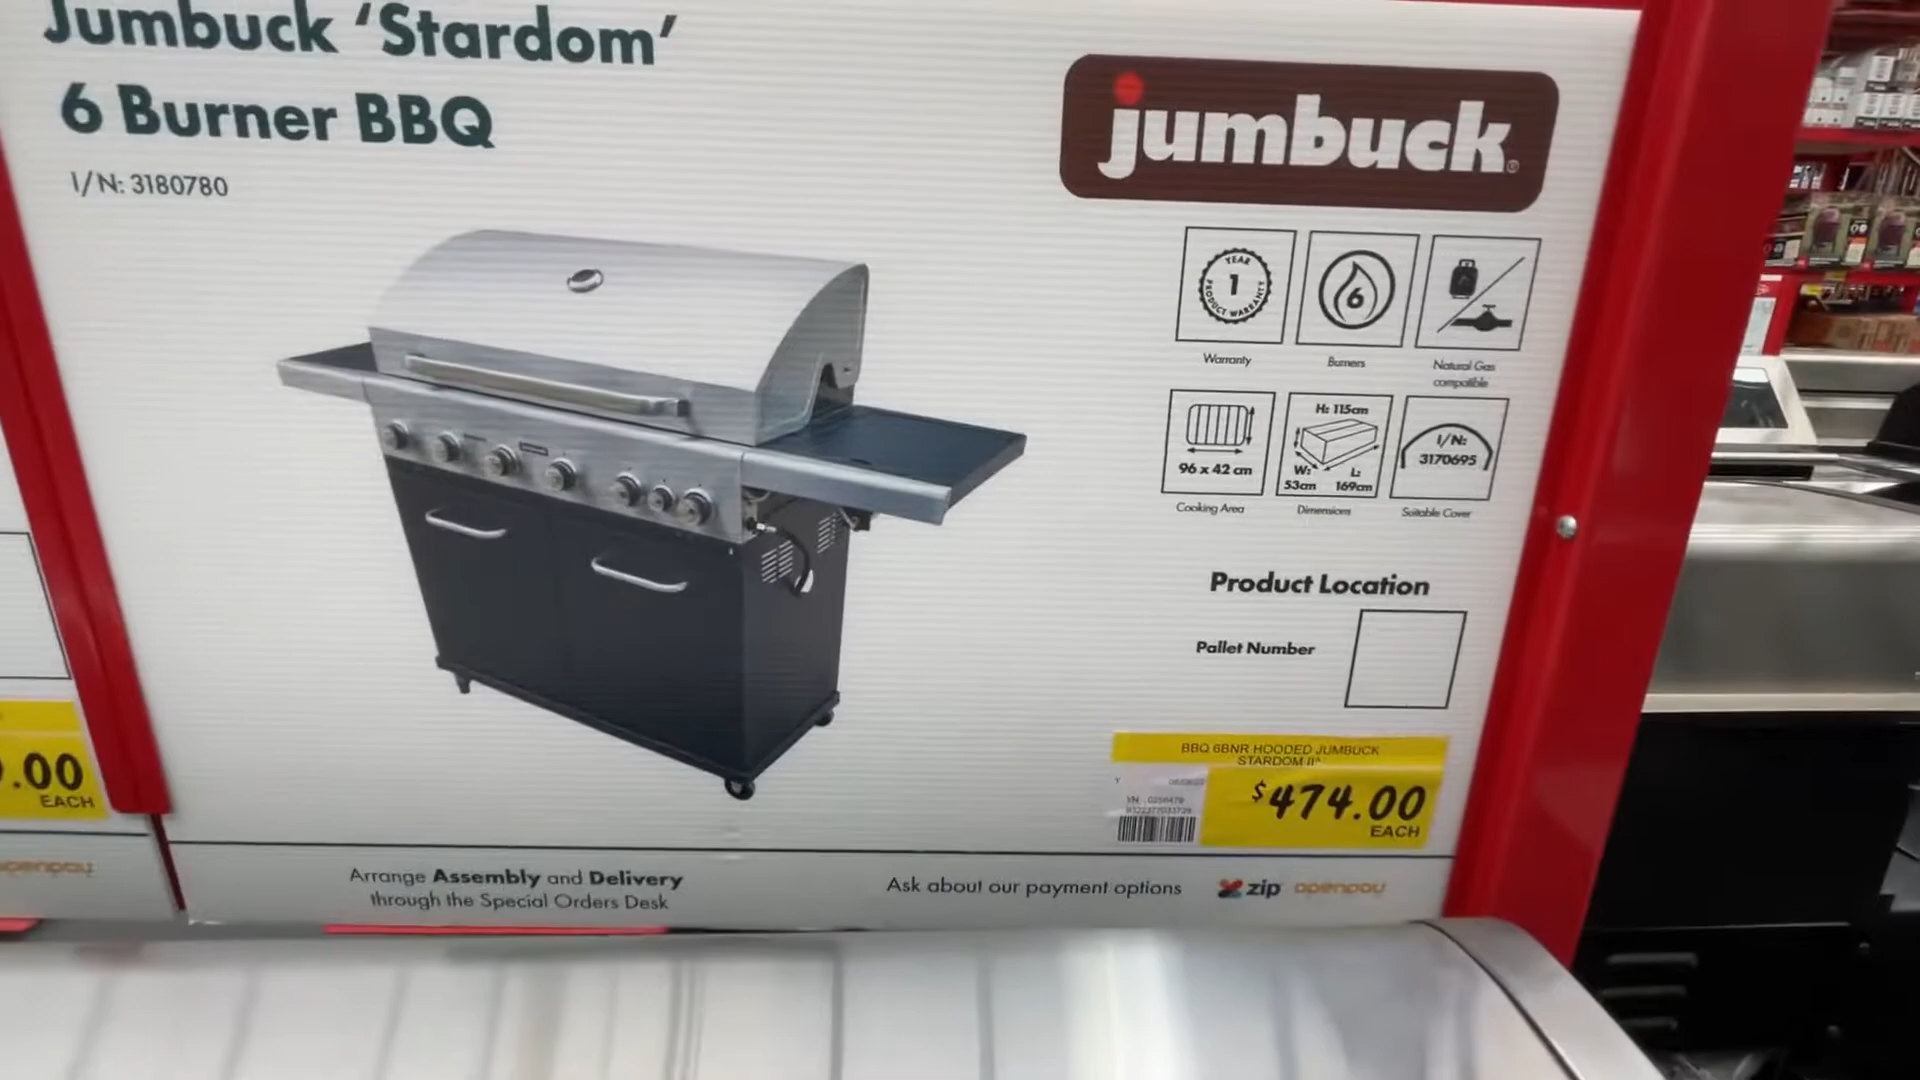 Jumbuck 'Stardom'
6 Burner BBQ
I/N: 3180780
jumbuck
YEAR
1
PRODUCT WARRANTY
Warranty
6
Burners
Natural Gas
compatible
96 x 42 cm
Cooking Area
H: 115cm
W: L:
53cm 169cm
Dimensions
I/N:
3170695
Suitable Cover
Product Location
Pallet Number
BBQ 6BNR HOODED JUMBUCK
STARDOM
$474.00
EACH
.00
EACH
Arrange Assembly and Delivery
through the Special Orders Desk
Ask about our payment options
zip openpay
openpay